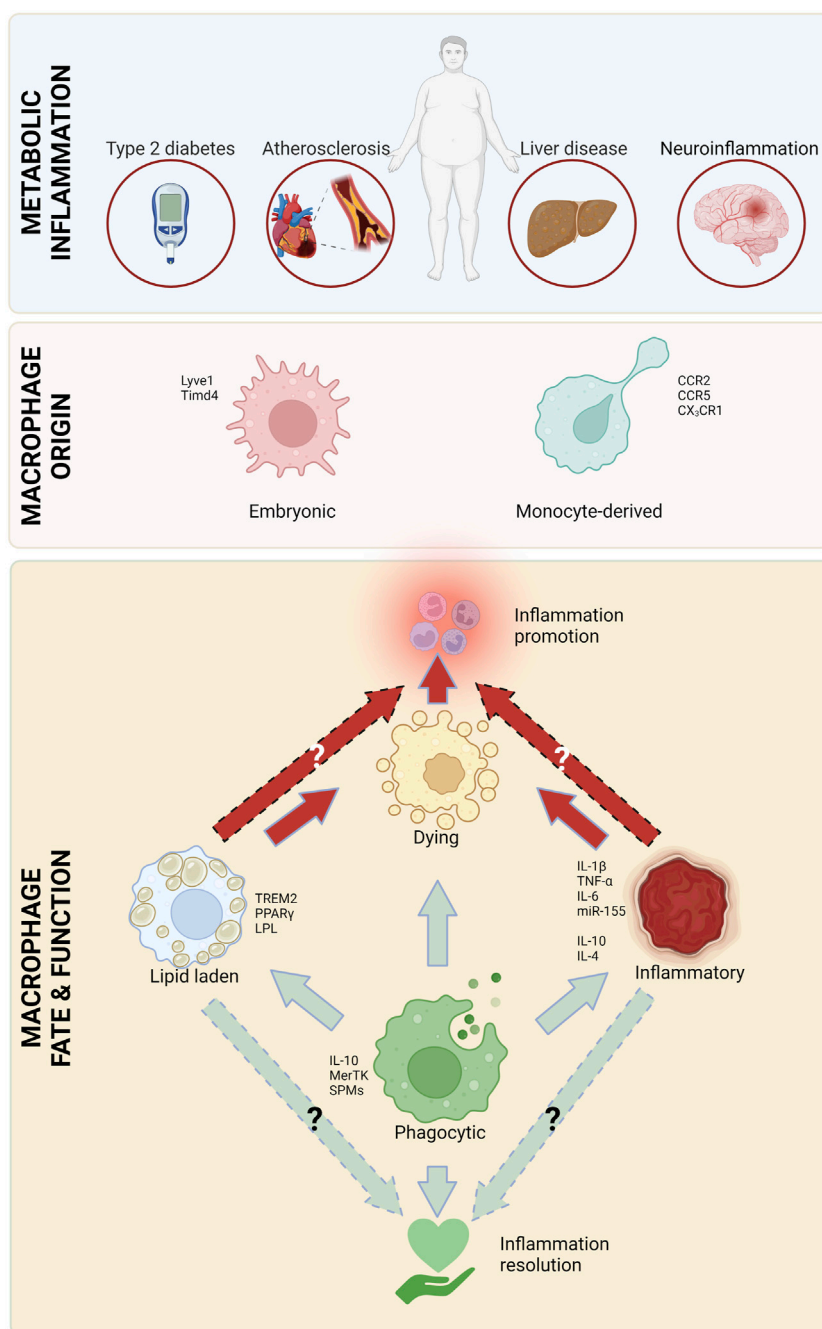 METABOLIC
INFLAMMATION
Type 2 diabetes
Atherosclerosis
Liver disease
Neuroinflammation
MACROPHAGE
ORIGIN
Lyve1
Timd4
CCR2
CCR5
CX₃CR1
Embryonic
Monocyte-derived
MACROPHAGE
FATE & FUNCTION
Inflammation
promotion
?
?
Dying
TREM2
PPARγ
LPL
Lipid laden
IL-1β
TNF-α
IL-6
miR-155
IL-10
IL-4
Inflammatory
IL-10
MerTK
SPMs
Phagocytic
?
?
Inflammation
resolution